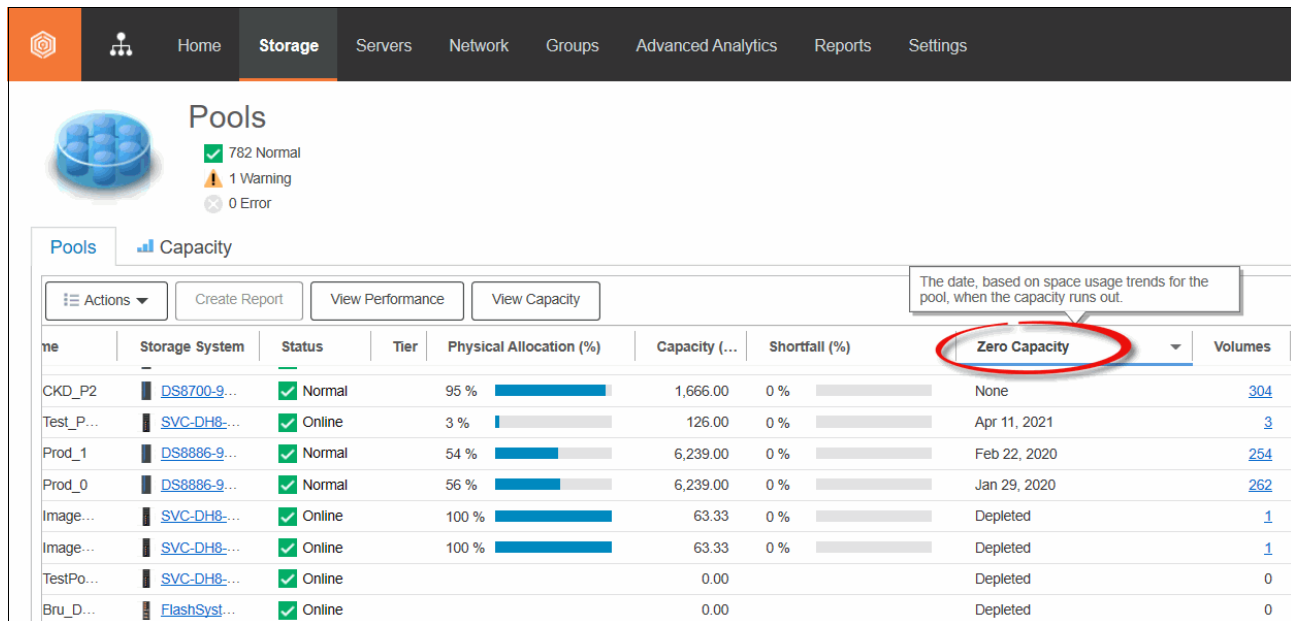 Home Storage Servers Network Groups Advanced Analytics Reports Settings
Pools
782 Normal
1 Warning
0 Error
Pools Capacity
The date, based on space usage trends for the
pool, when the capacity runs out.
Actions Create Report View Performance View Capacity
me Storage System Status Tier Physical Allocation (%) Capacity (... Shortfall (%) Zero Capacity Volumes
CKD_P2 DS8700-9... Normal 95 % 1,666.00 0 % None 304
Test_P... SVC-DH8-... Online 3 % 126.00 0 % Apr 11, 2021 3
Prod_1 DS8886-9... Normal 54 % 6,239.00 0 % Feb 22, 2020 254
Prod_0 DS8886-9... Normal 56 % 6,239.00 0 % Jan 29, 2020 262
Image... SVC-DH8-... Online 100 % 63.33 0 % Depleted 1
Image... SVC-DH8-... Online 100 % 63.33 0 % Depleted 1
TestPo... SVC-DH8-... Online 0.00 Depleted 0
Bru_D... FlashSyst... Online 0.00 Depleted 0